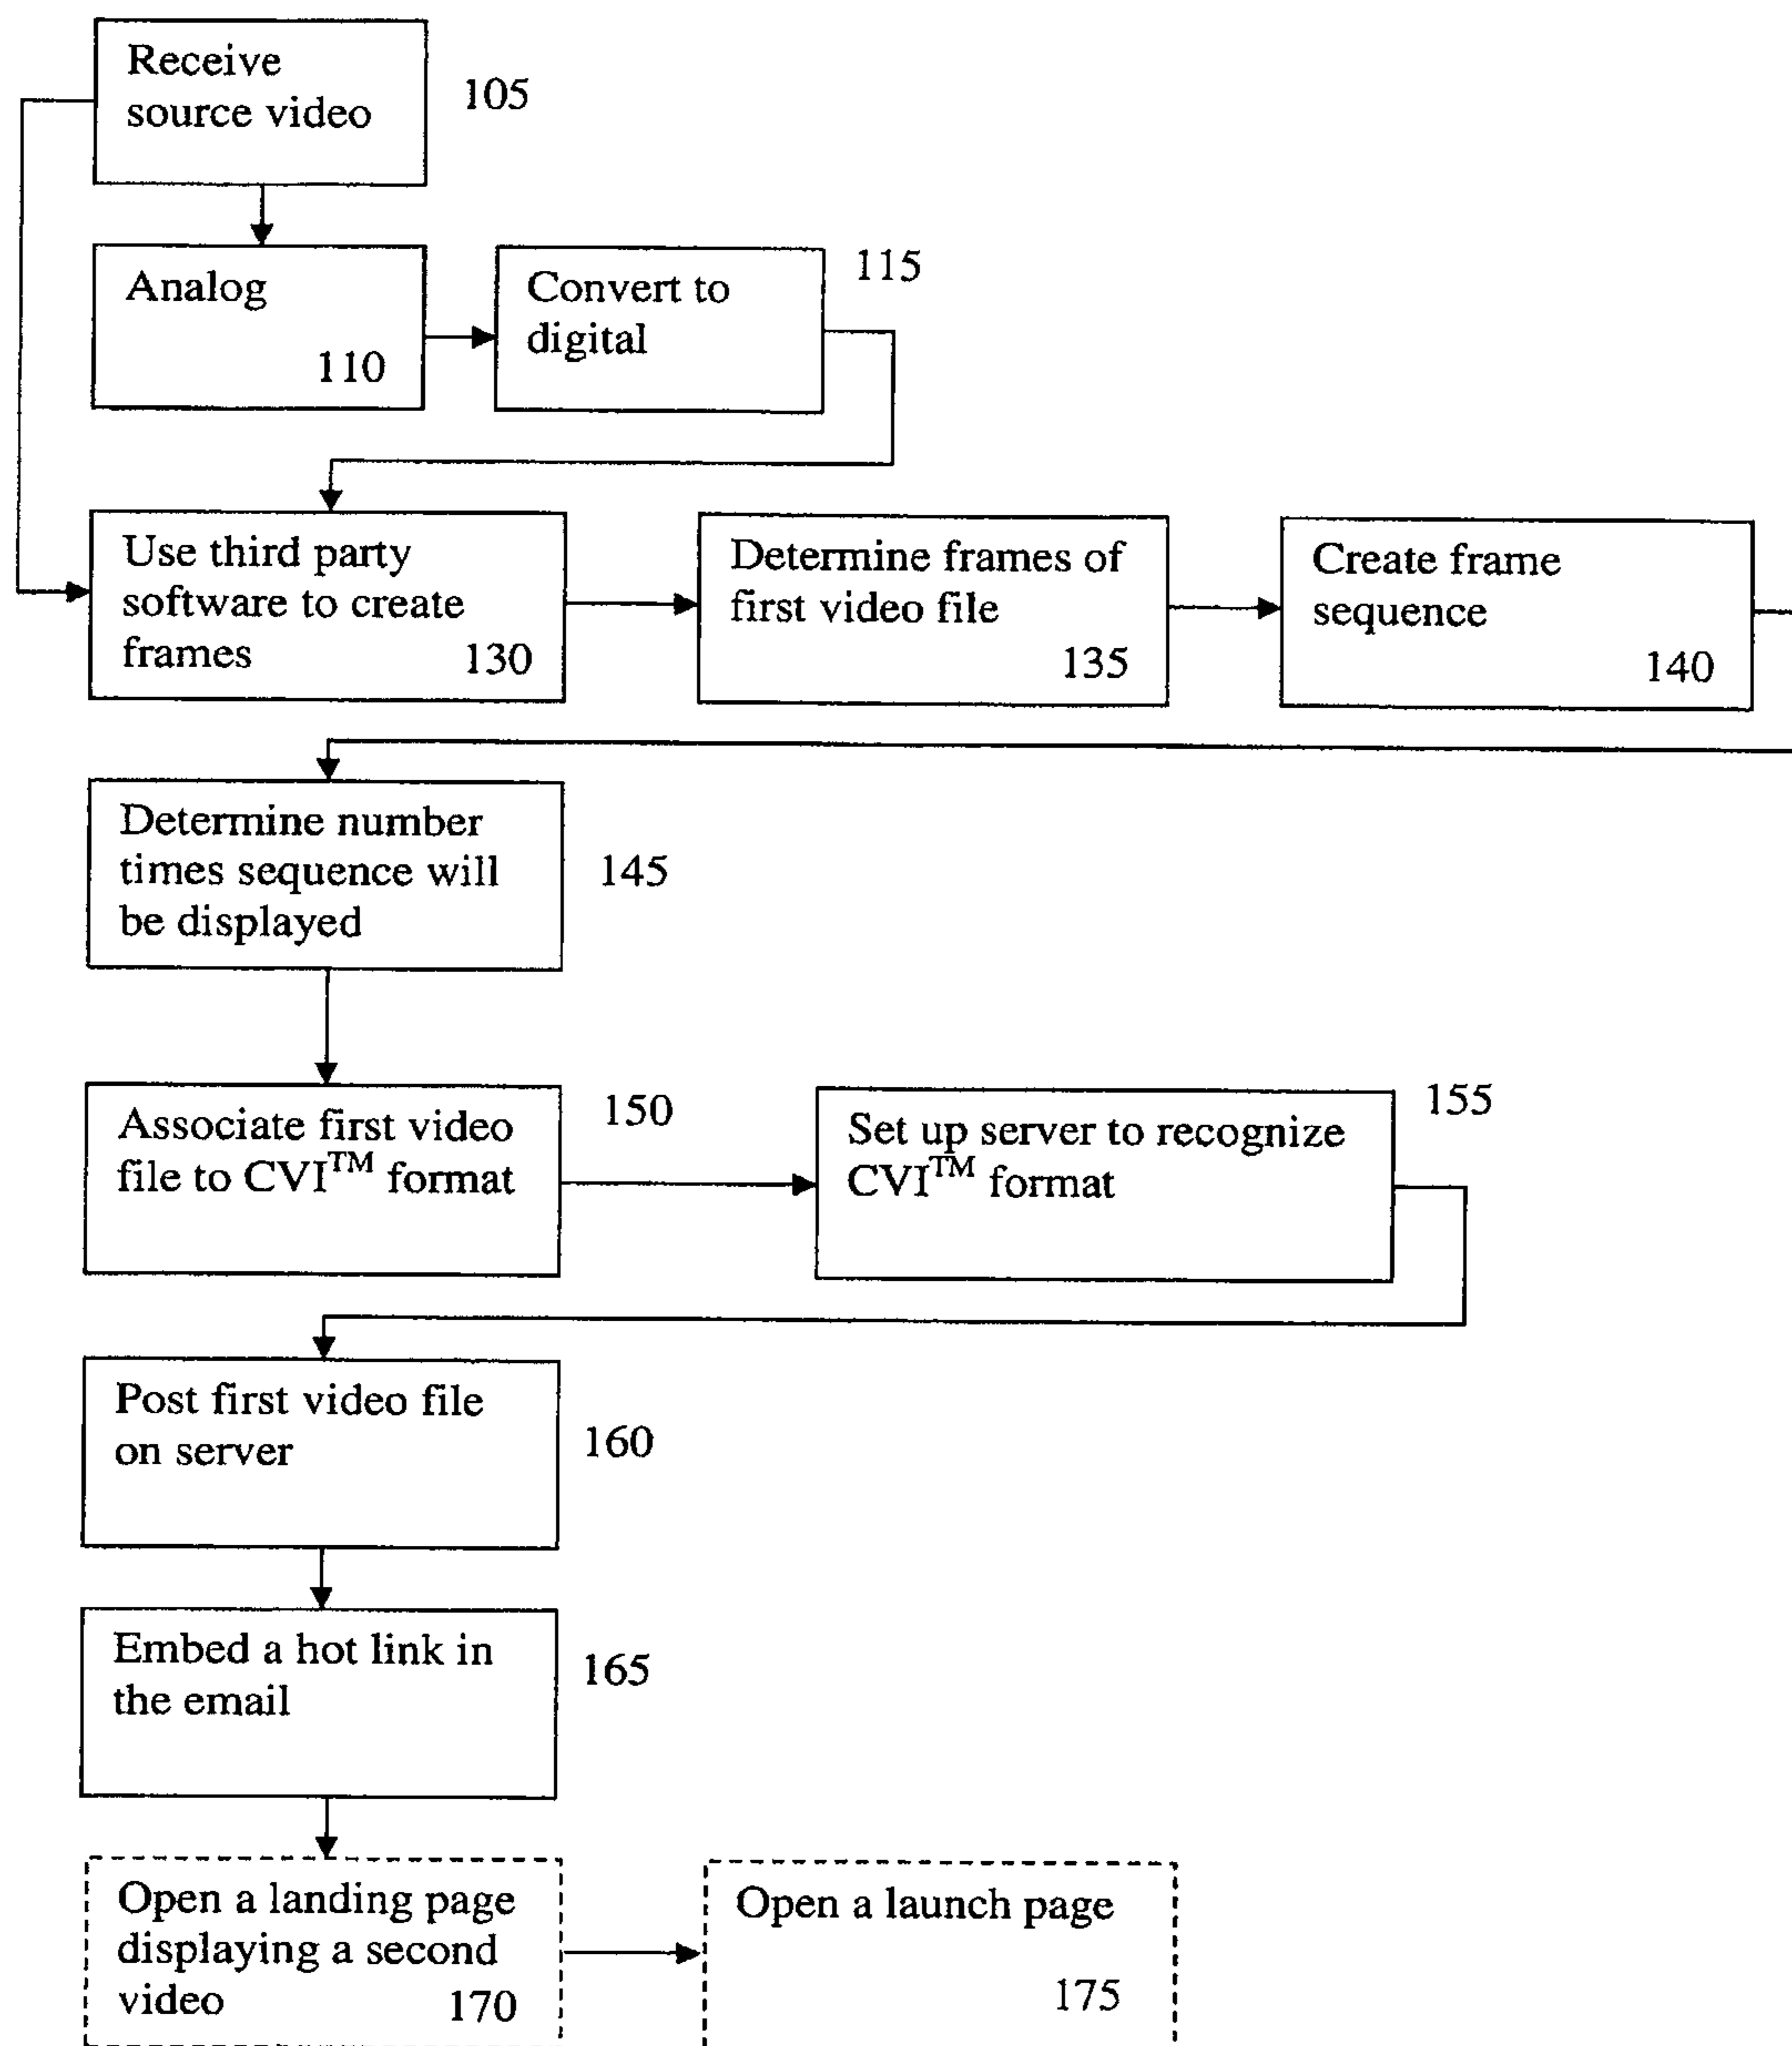 Receive
source video
105
Analog
110
Convert to
digital
115
Use third party
software to create
frames
130
Determine frames of
first video file
135
Create frame
sequence
140
Determine number
times sequence will
be displayed
145
Associate first video
file to CVI™ format
150
Set up server to recognize
CVI™ format
155
Post first video file
on server
160
Embed a hot link in
the email
165
Open a landing page
displaying a second
video
170
Open a launch page
175